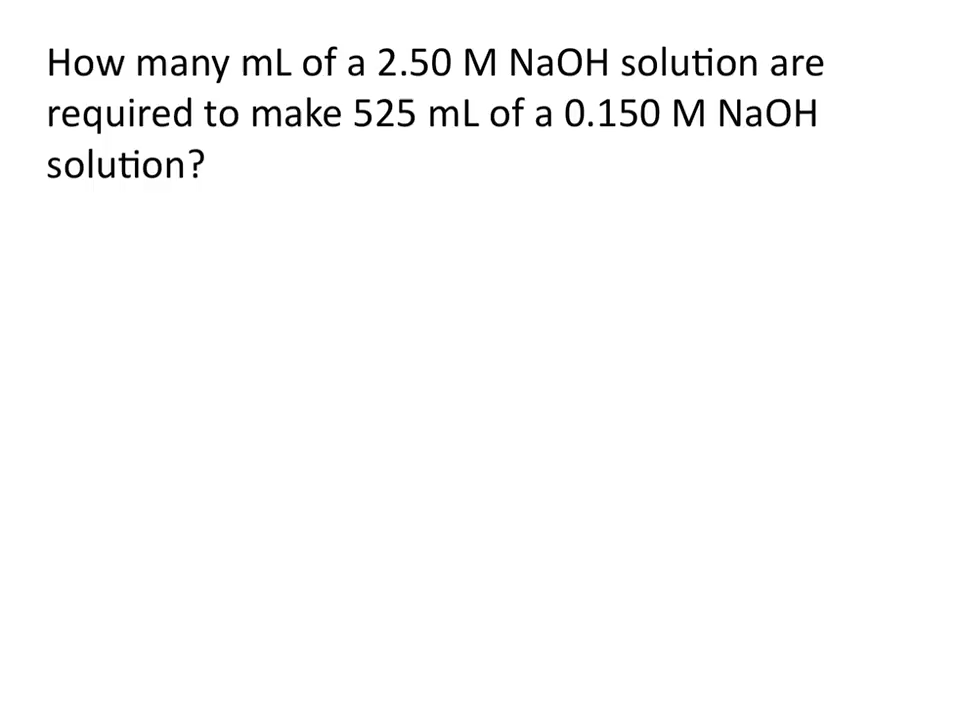 How many mL of a 2.50 M NaOH solution are
required to make 525 mL of a 0.150 M NaOH
solution?